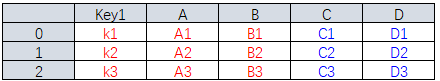 Key1 A B C D
0 k1 A1 B1 C1 D1
1 k2 A2 B2 C2 D2
2 k3 A3 B3 C3 D3